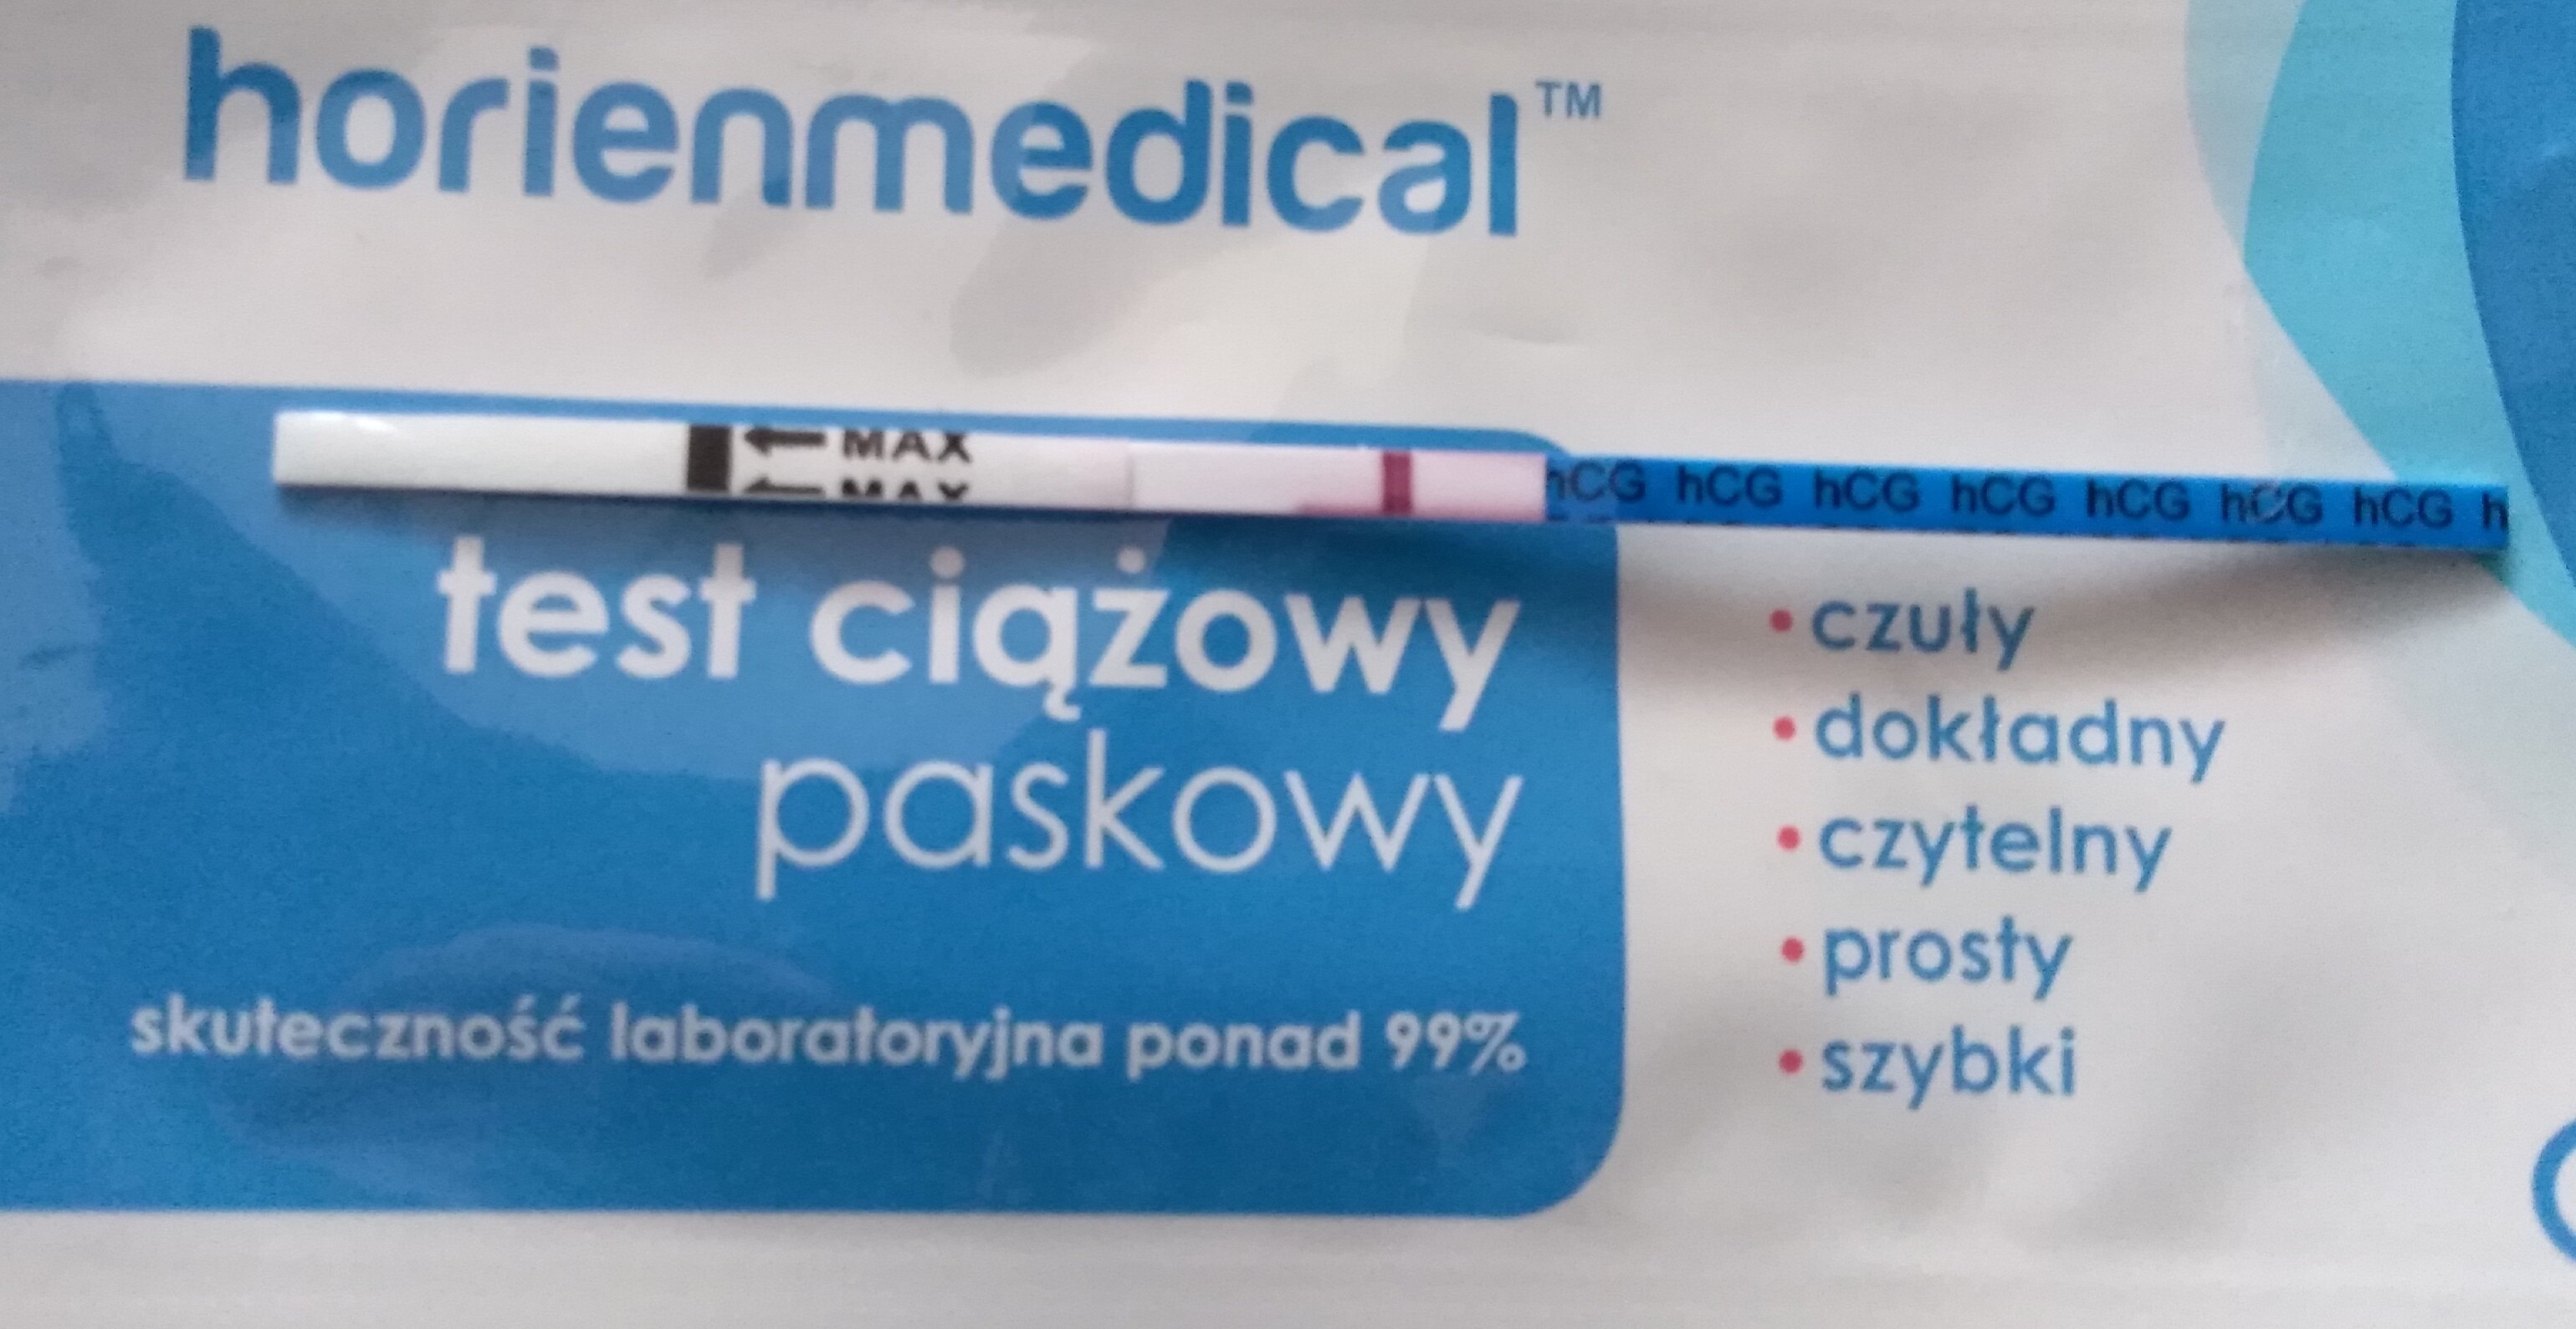 horienmedical™
← MAX
← MAX
hCG hCG hCG hCG hCG hCG hCG h
test ciążowy
paskowy
skuteczność laboratoryjna ponad 99%
• czuły
• dokładny
• czytelny
• prosty
• szybki